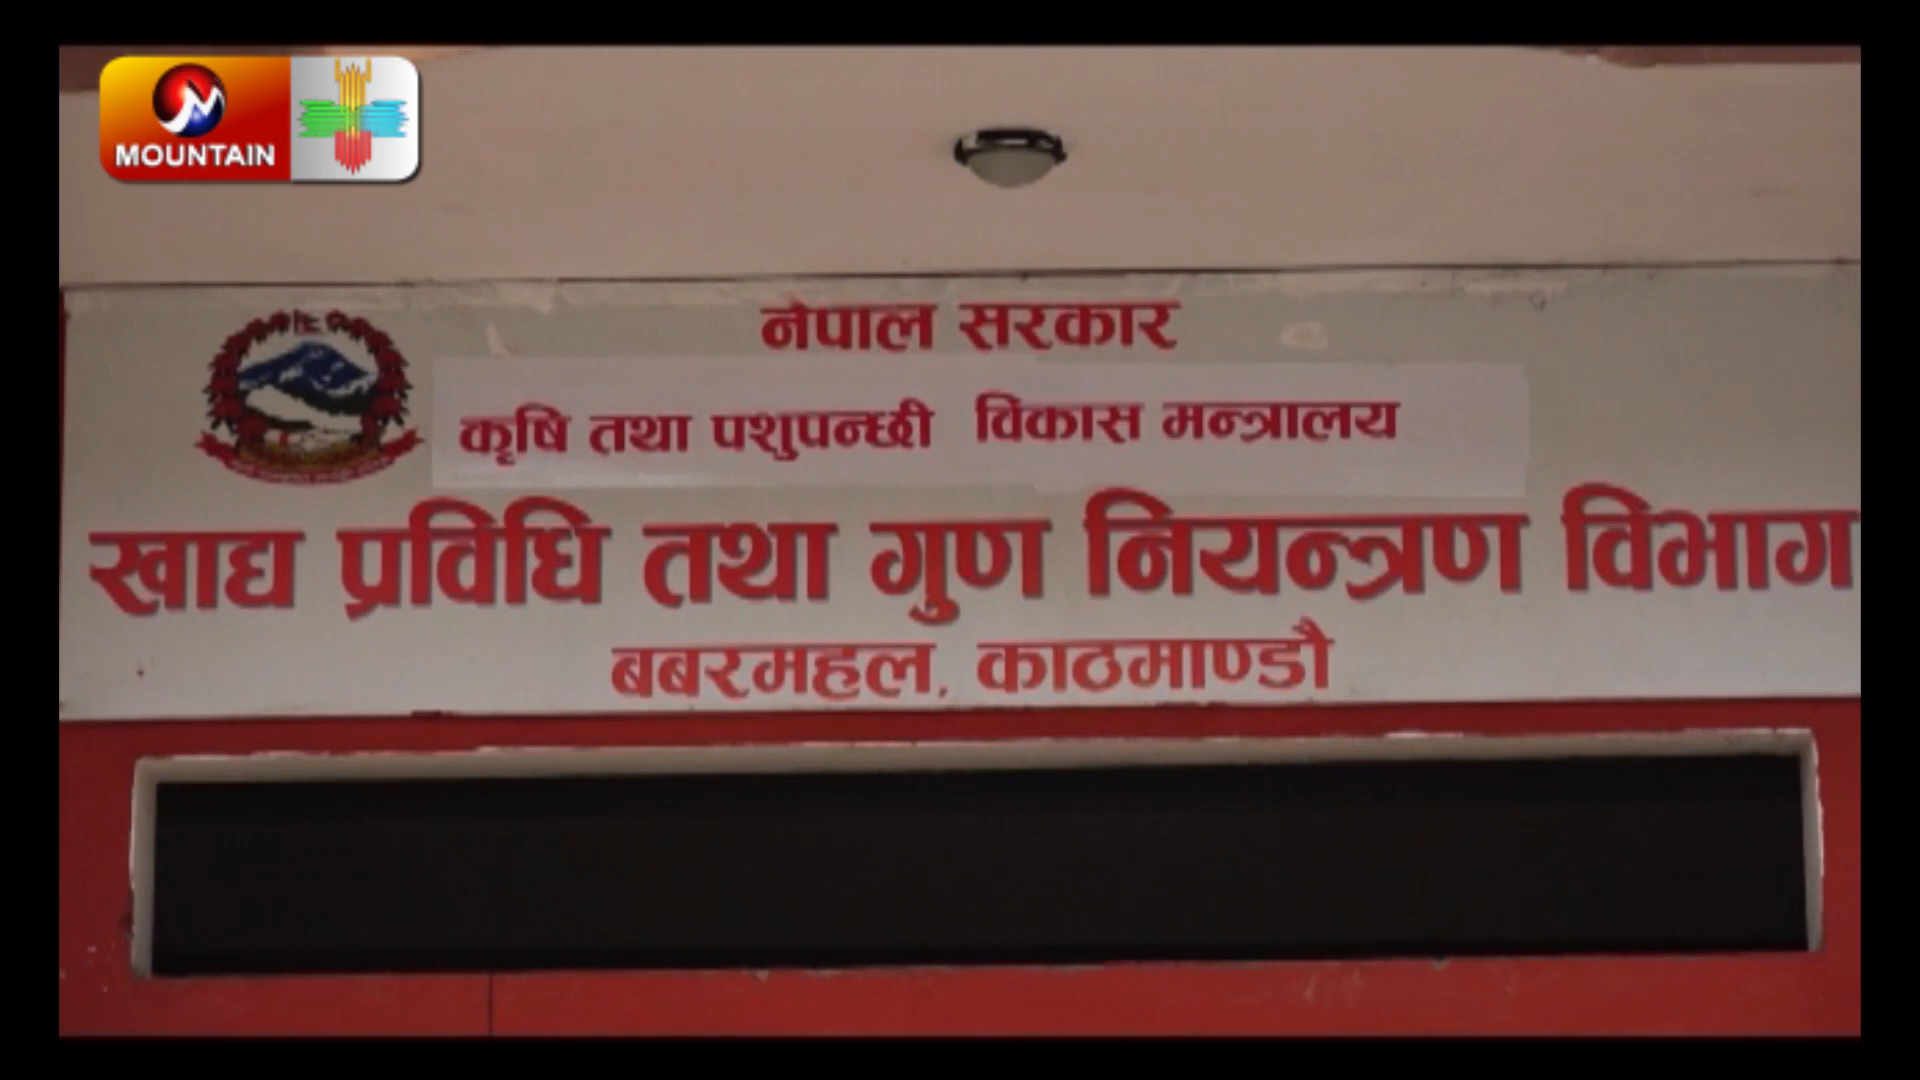 MOUNTAIN
नेपाल सरकार
कृषि तथा पशुपन्छी विकास मन्त्रालय
खाद्य प्रविधि तथा गुण नियन्त्रण विभाग
बबरमहल, काठमाण्डौ